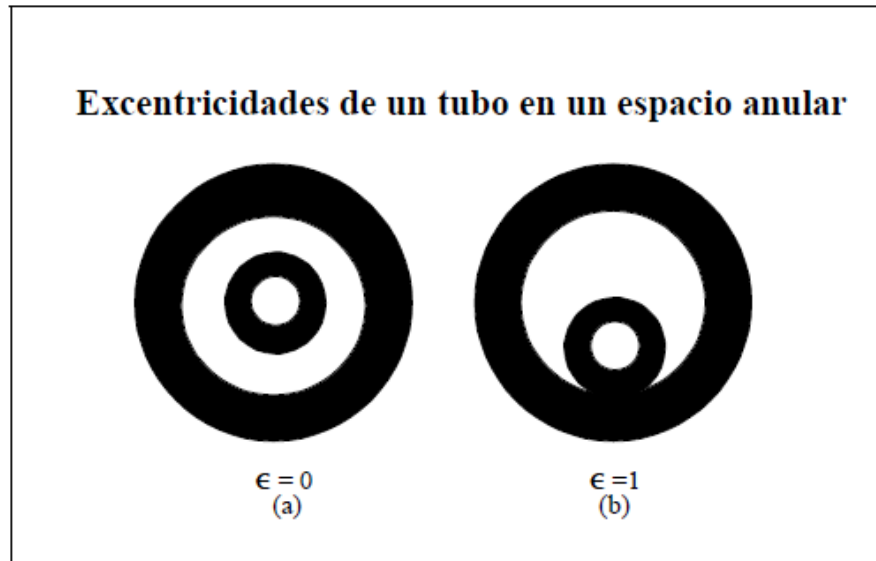 Excentricidades de un tubo en un espacio anular
ϵ = 0
(a)
ϵ =1
(b)